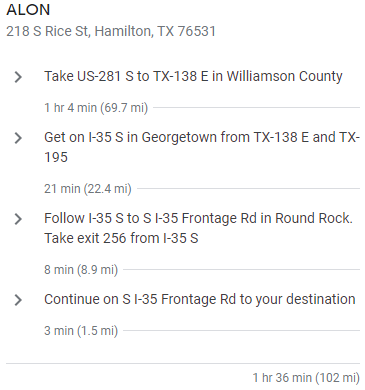 ALON
218 S Rice St, Hamilton, TX 76531
Take US-281 S to TX-138 E in Williamson County
1 hr 4 min (69.7 mi)
Get on I-35 S in Georgetown from TX-138 E and TX-
195
21 min (22.4 mi)
Follow I-35 S to S I-35 Frontage Rd in Round Rock.
Take exit 256 from I-35 S
8 min (8.9 mi)
Continue on S I-35 Frontage Rd to your destination
3 min (1.5 mi)
1 hr 36 min (102 mi)